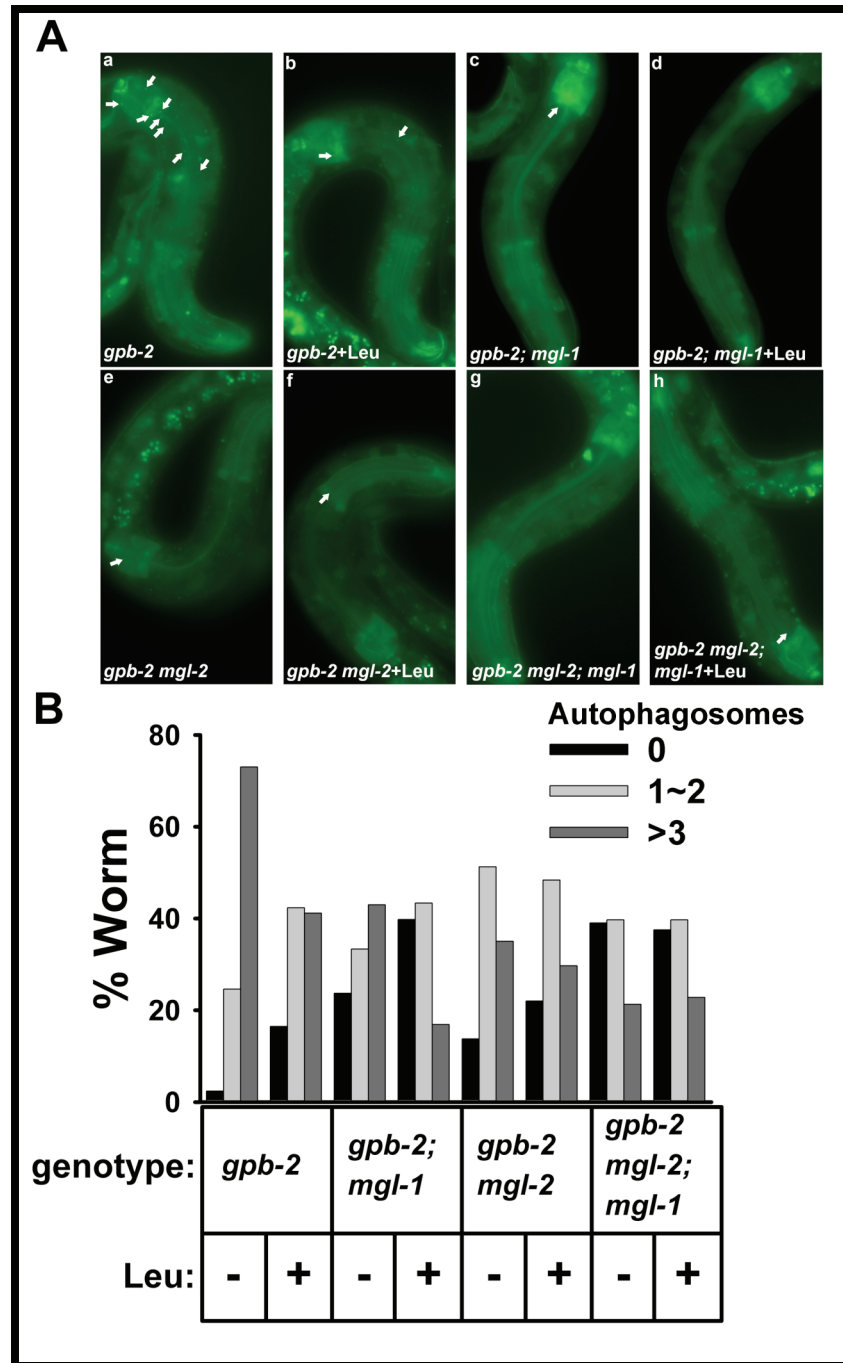 A
a
b
c
d
gpb-2
gpb-2+Leu
gpb-2; mgl-1
gpb-2; mgl-1+Leu
e
f
g
h
gpb-2 mgl-2
gpb-2 mgl-2+Leu
gpb-2 mgl-2; mgl-1
gpb-2 mgl-2;
mgl-1+Leu
B
Autophagosomes
0
1~2
>3
% Worm
80
60
40
20
0
genotype:
gpb-2
gpb-2;
mgl-1
gpb-2
mgl-2
gpb-2
mgl-2;
mgl-1
Leu:
- + - + - + - +